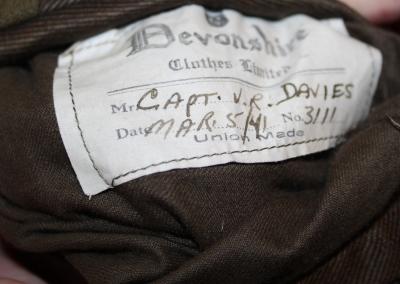 Devonshire
Clothes Limited
Mr. CAPT. V.R. DAVIES
Date MAR. 5/41 No. 3111
Union Made